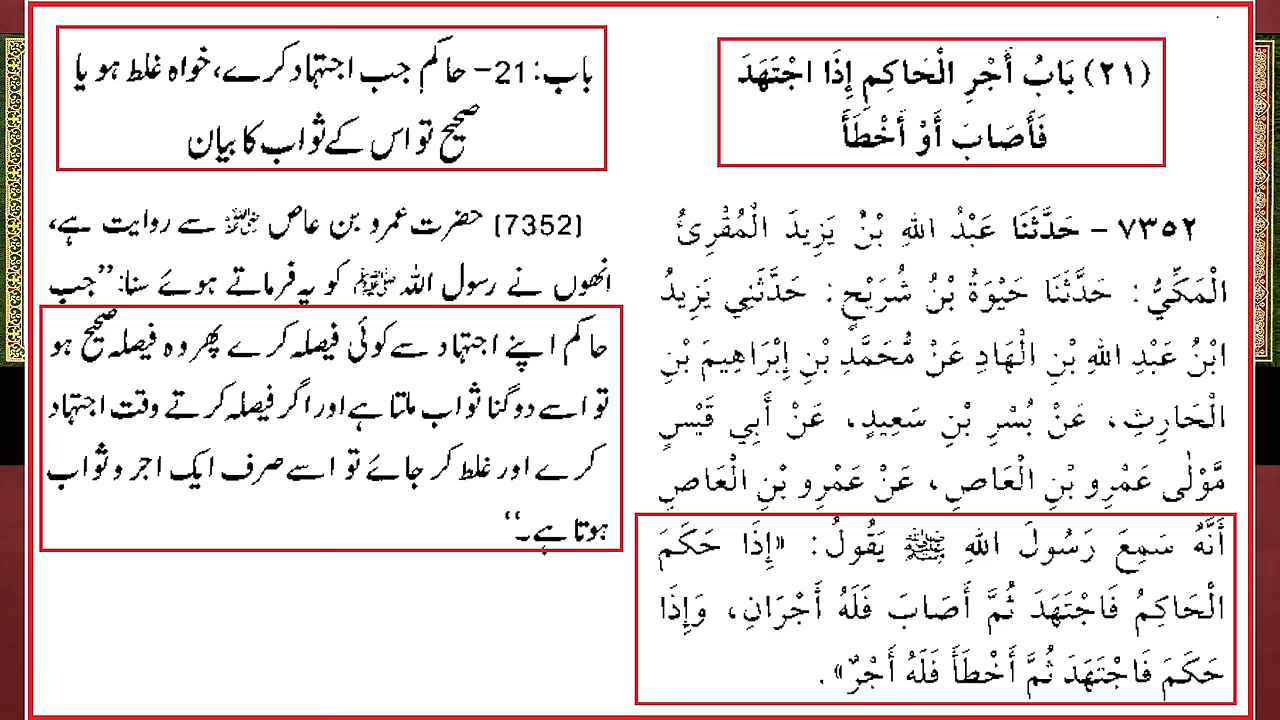 (٢١) بَابُ أَجْرِ الْحَاكِمِ إِذَا اجْتَهَدَ
فَأَصَابَ أَوْ أَخْطَأَ
٧٣٥٢ - حَدَّثَنَا عَبْدُ اللهِ بْنُ يَزِيدَ الْمُقْرِئُ
الْمَكِّيُّ: حَدَّثَنَا حَيْوَةُ بْنُ شُرَيْحٍ: حَدَّثَنِي يَزِيدُ
ابْنُ عَبْدِ اللهِ بْنِ الْهَادِ عَنْ مُّحَمَّدِ بْنِ إِبْرَاهِيمَ بْنِ
الْحَارِثِ، عَنْ بُسْرِ بْنِ سَعِيدٍ، عَنْ أَبِي قَيْسٍ
مَّوْلٰى عَمْرِو بْنِ الْعَاصِ، عَنْ عَمْرِو بْنِ الْعَاصِ
أَنَّهُ سَمِعَ رَسُولَ اللهِ ﷺ يَقُولُ: «إِذَا حَكَمَ
الْحَاكِمُ فَاجْتَهَدَ ثُمَّ أَصَابَ فَلَهُ أَجْرَانِ، وَإِذَا
حَكَمَ فَاجْتَهَدَ ثُمَّ أَخْطَأَ فَلَهُ أَجْرٌ».
باب: 21- حاکم جب اجتہاد کرے، خواہ غلط ہو یا
صحیح تو اس کے ثواب کا بیان
[7352] حضرت عمرو بن عاص رضی اللہ عنہ سے روایت ہے،
انھوں نے رسول اللہ ﷺ کو یہ فرماتے ہوئے سنا: ”جب
حاکم اپنے اجتہاد سے کوئی فیصلہ کرے پھر وہ فیصلہ صحیح ہو
تو اسے دوگنا ثواب ملتا ہے اور اگر فیصلہ کرتے وقت اجتہاد
کرے اور غلط کر جائے تو اسے صرف ایک اجر و ثواب
ہوتا ہے۔“